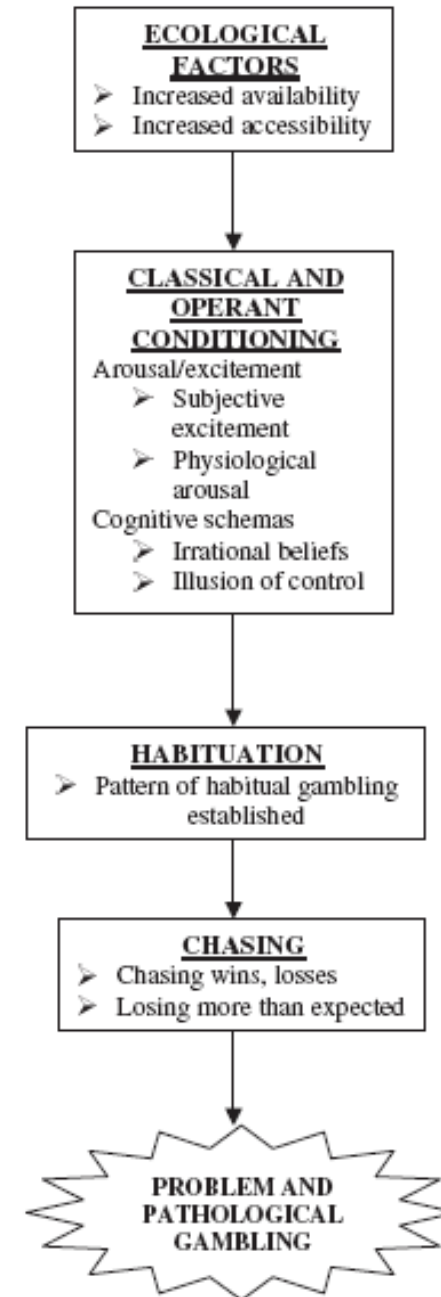 ECOLOGICAL
FACTORS
➢ Increased availability
➢ Increased accessibility
CLASSICAL AND
OPERANT
CONDITIONING
Arousal/excitement
➢ Subjective
excitement
➢ Physiological
arousal
Cognitive schemas
➢ Irrational beliefs
➢ Illusion of control
HABITUATION
➢ Pattern of habitual gambling
established
CHASING
➢ Chasing wins, losses
➢ Losing more than expected
PROBLEM AND
PATHOLOGICAL
GAMBLING